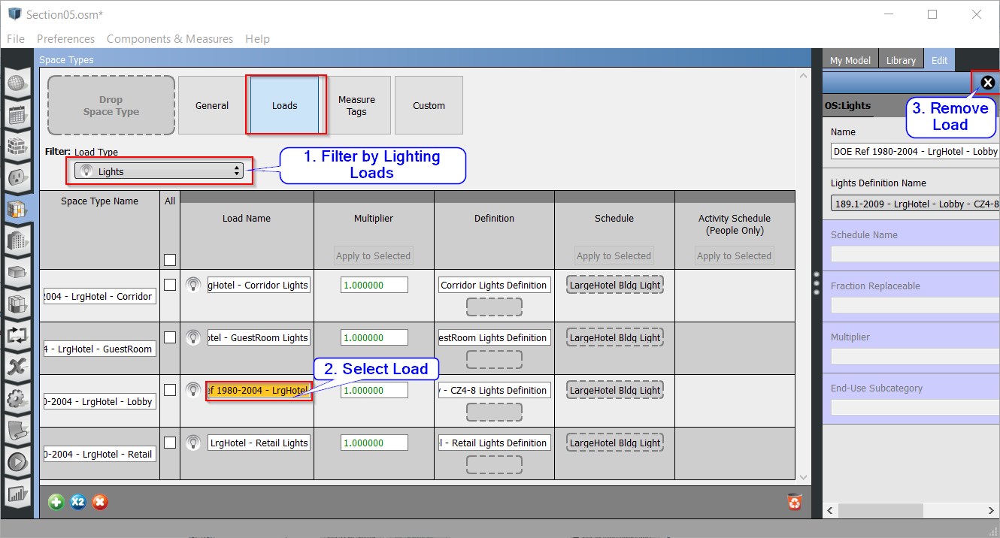 Section05.osm*
File Preferences Components & Measures Help
Space Types
My Model Library Edit
Drop
Space Type
General
Loads
Measure
Tags
Custom
OS:Lights
3. Remove
Load
Filter: Load Type
Lights
1. Filter by Lighting
Loads
Name
DOE Ref 1980-2004 - LrgHotel - Lobby
Lights Definition Name
189.1-2009 - LrgHotel - Lobby - CZ4-8
Schedule Name
Fraction Replaceable
Multiplier
End-Use Subcategory
Space Type Name All Load Name Multiplier Definition Schedule Activity Schedule
(People Only)
Apply to Selected Apply to Selected Apply to Selected
2004 - LrgHotel - Corridor gHotel - Corridor Lights 1.000000 Corridor Lights Definition LargeHotel Bldg Light
4 - LrgHotel - GuestRoom otel - GuestRoom Lights 1.000000 estRoom Lights Definition LargeHotel Bldg Light
2. Select Load
0-2004 - LrgHotel - Lobby ef 1980-2004 - LrgHotel 1.000000 y - CZ4-8 Lights Definition LargeHotel Bldg Light
0-2004 - LrgHotel - Retail LrgHotel - Retail Lights 1.000000 l - Retail Lights Definition LargeHotel Bldg Light
X2